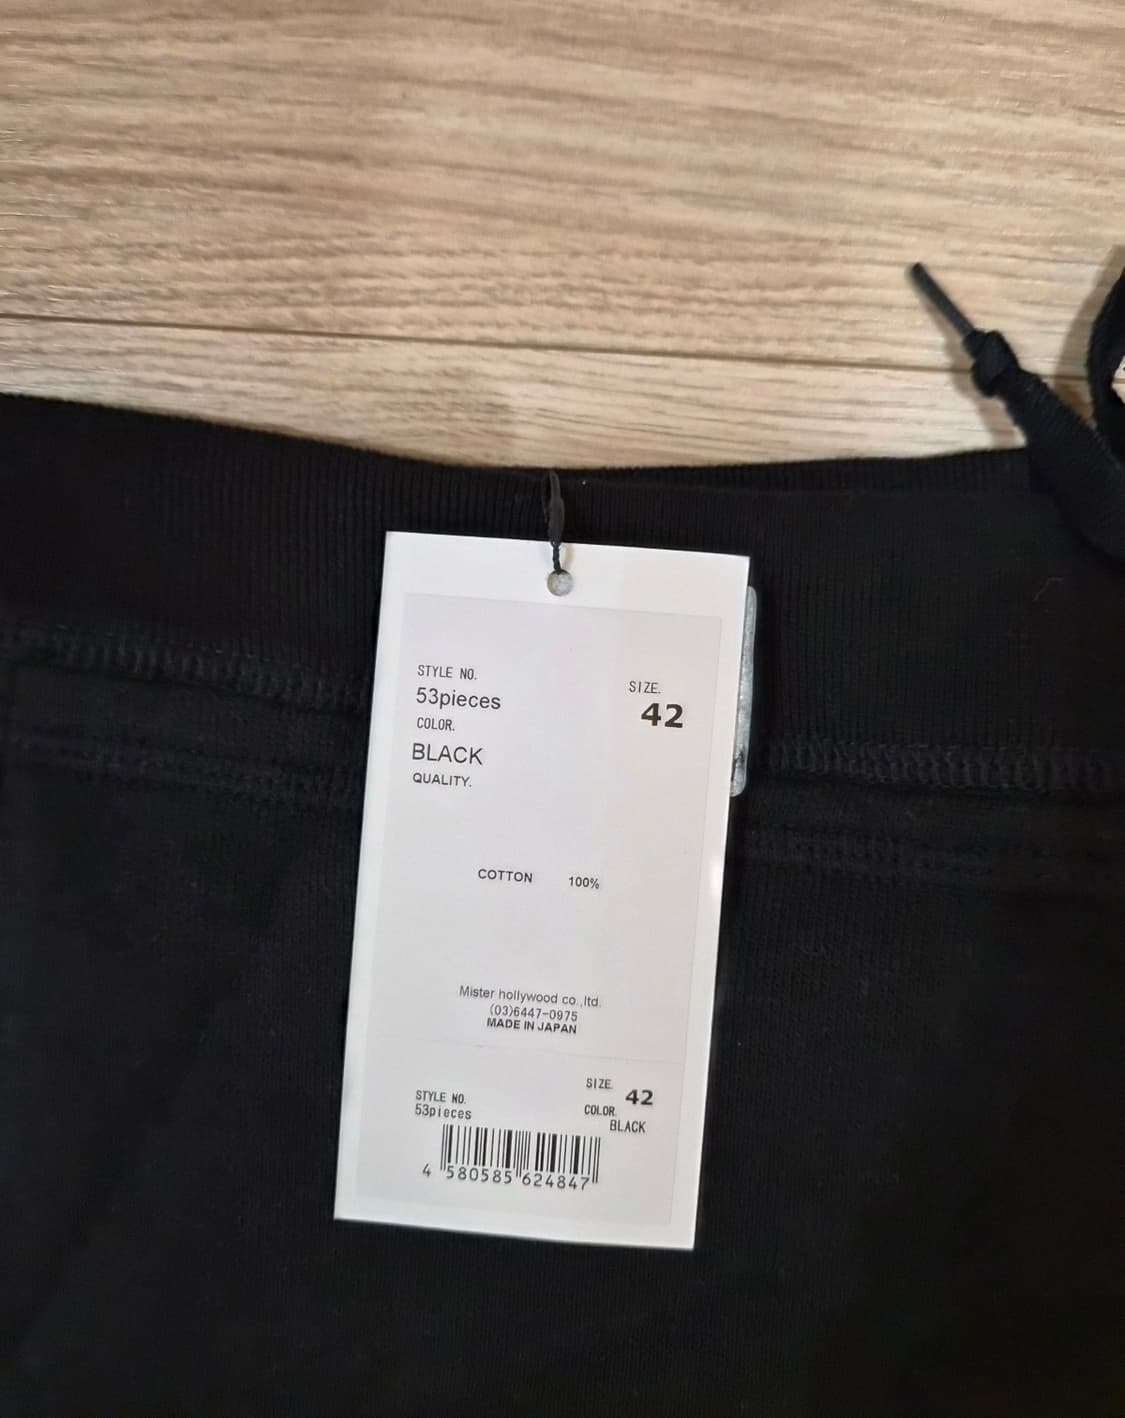 STYLE NO.
53pieces
SIZE.
42
COLOR.
BLACK
QUALITY.
COTTON 100%
Mister hollywood co.,ltd.
(03)6447-0975
MADE IN JAPAN
SIZE.
42
STYLE NO.
53pieces
COLOR.
BLACK
4 580585 624847